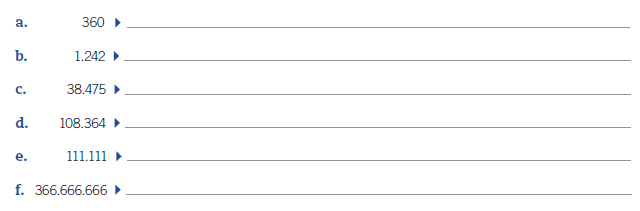 a. 360
b. 1.242
c. 38.475
d. 108.364
e. 111.111
f. 366.666.666